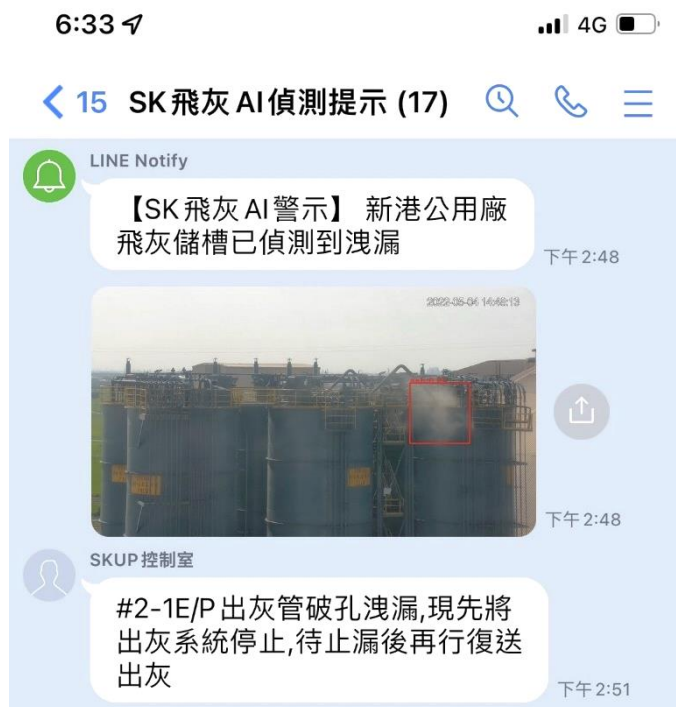 6:33
4G
15 SK飛灰AI偵測提示 (17)
LINE Notify
【SK飛灰AI警示】 新港公用廠
飛灰儲槽已偵測到洩漏
下午 2:48
14:48:13
下午 2:48
SKUP控制室
#2-1E/P出灰管破孔洩漏,現先將
出灰系統停止,待止漏後再行復送
出灰
下午 2:51